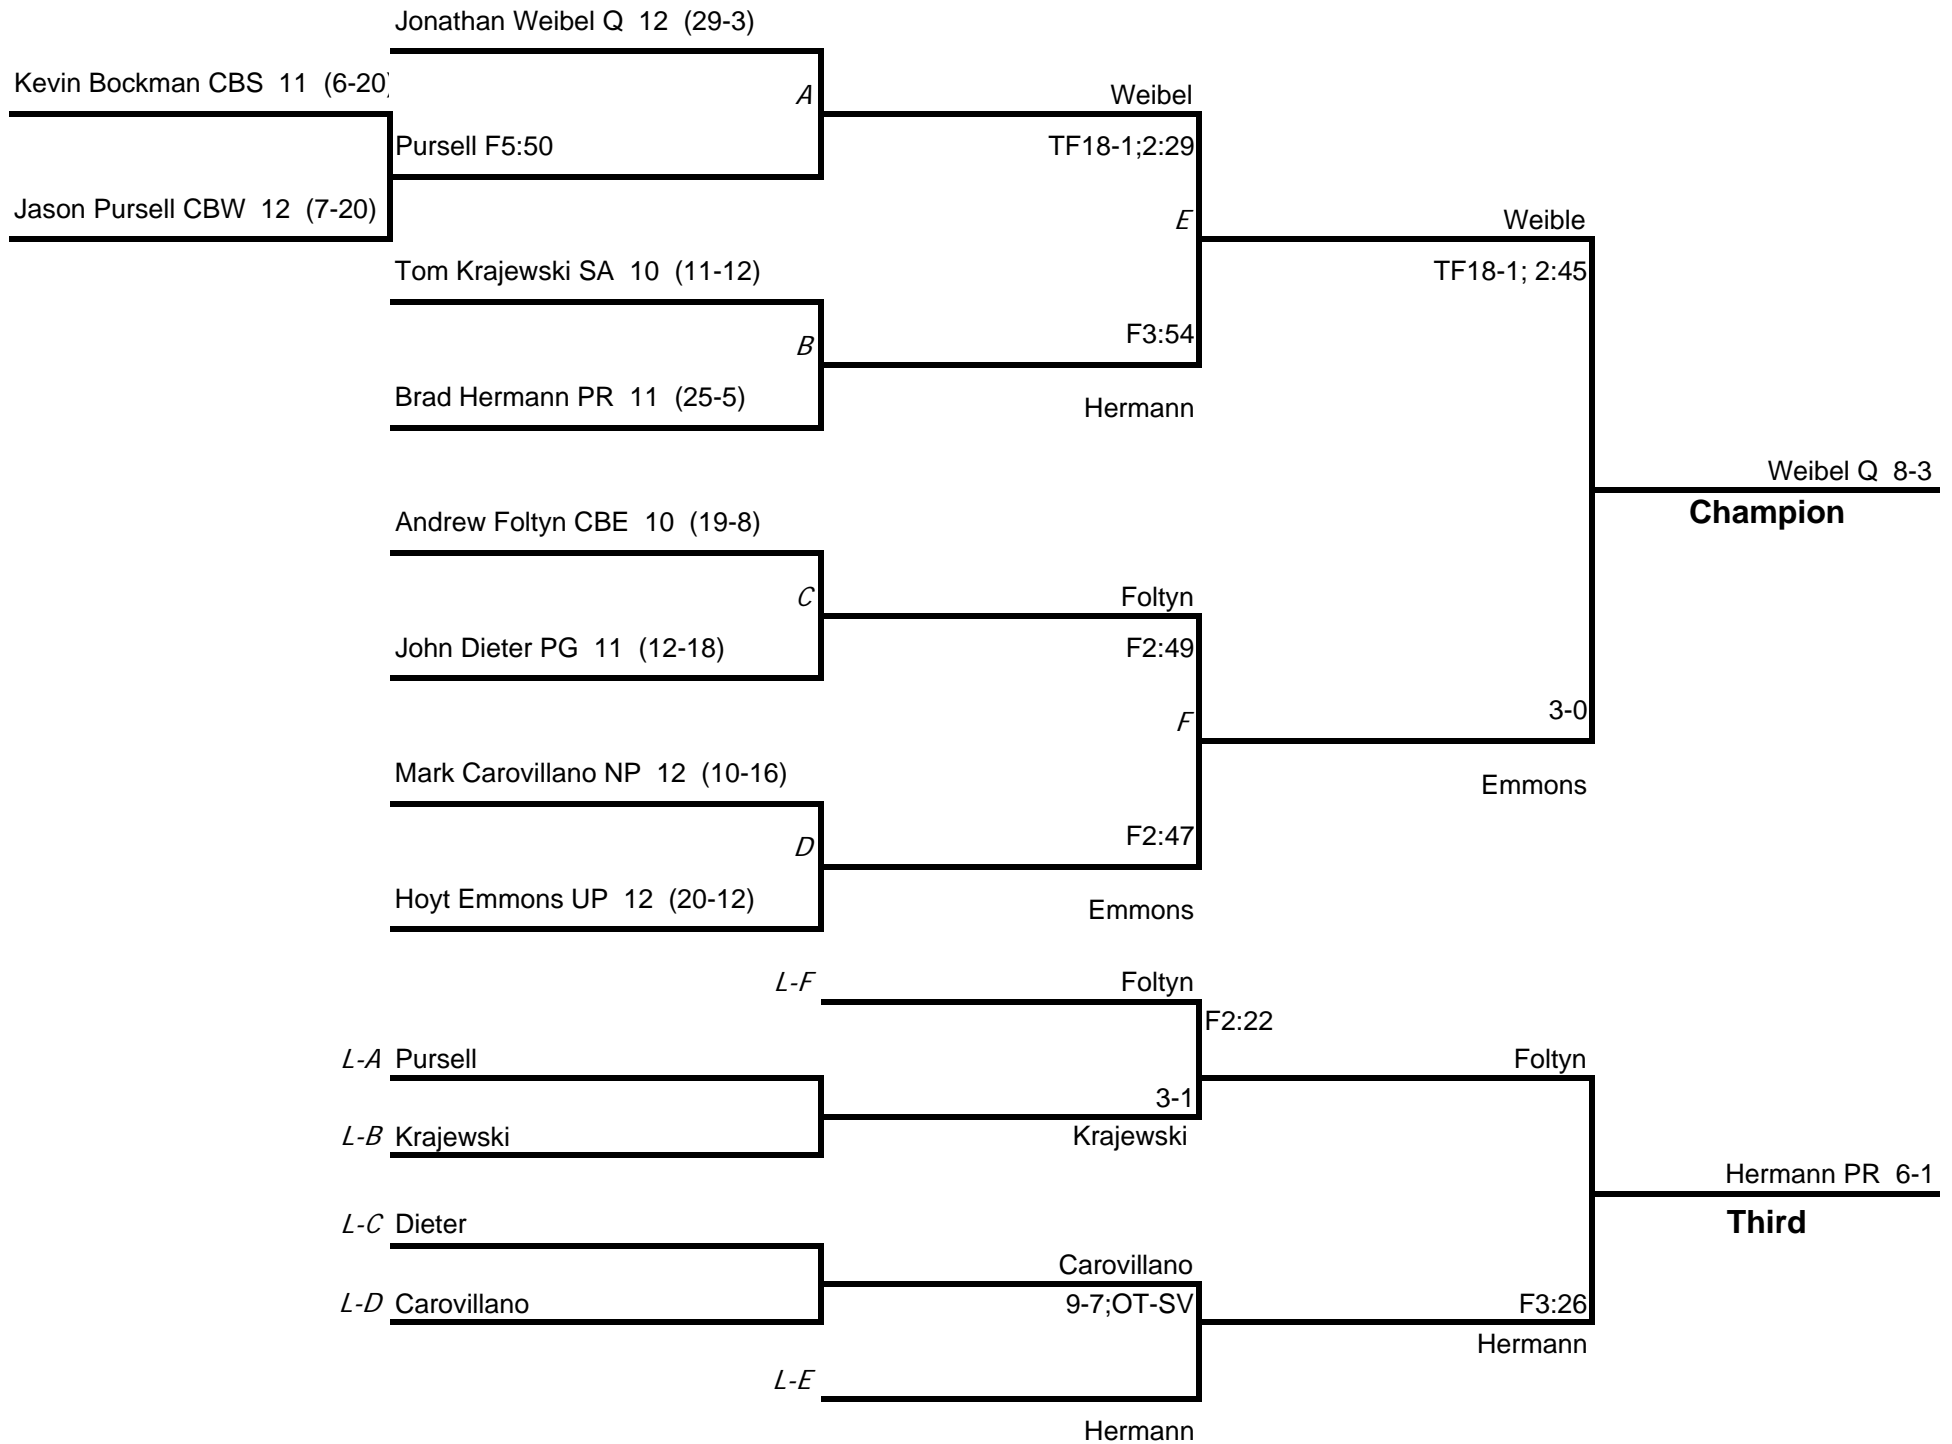 Jonathan Weibel Q  12  (29-3)
Kevin Bockman CBS  11  (6-20)
A
Weibel
Pursell F5:50
TF18-1;2:29
Jason Pursell CBW  12  (7-20)
E
Weible
Tom Krajewski SA  10  (11-12)
TF18-1; 2:45
B
F3:54
Brad Hermann PR  11  (25-5)
Hermann
Weibel Q  8-3
Champion
Andrew Foltyn CBE  10  (19-8)
C
Foltyn
John Dieter PG  11  (12-18)
F2:49
F
3-0
Mark Carovillano NP  12  (10-16)
Emmons
D
F2:47
Hoyt Emmons UP  12  (20-12)
Emmons
L-F
Foltyn
F2:22
L-A Pursell
Foltyn
3-1
L-B Krajewski
Krajewski
Hermann PR  6-1
Third
L-C Dieter
Carovillano
L-D Carovillano
9-7;OT-SV
F3:26
Hermann
L-E
Hermann